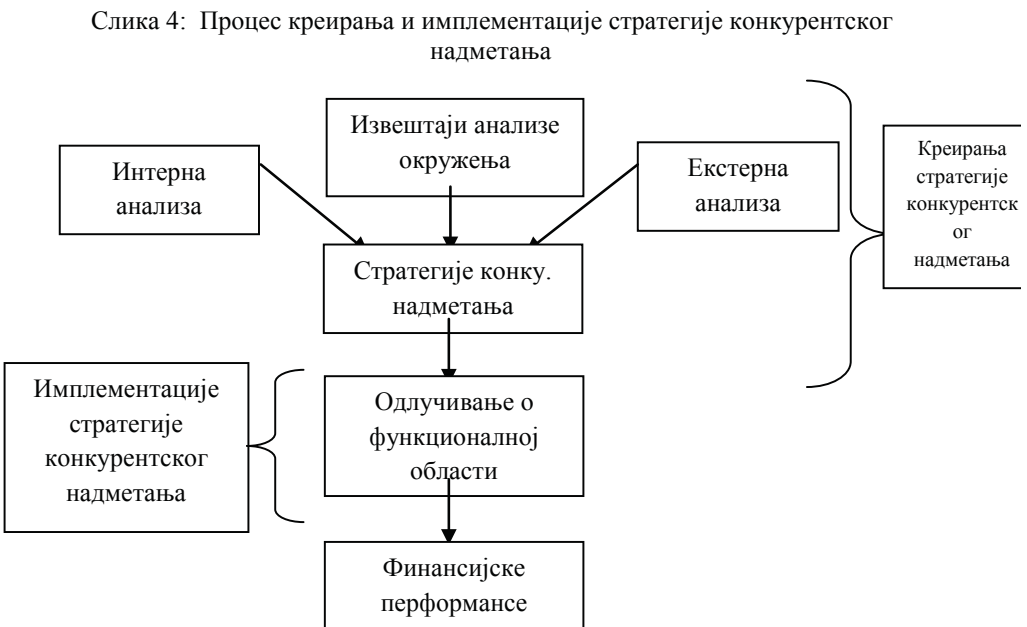 Слика 4:  Процес креирања и имплементације стратегије конкурентског
надметања
Извештаји анализе
окружења
Интерна
анализа
Екстерна
анализа
Креирања
стратегије
конкурентск
ог
надметања
Стратегије конку.
надметања
Имплементације
стратегије
конкурентског
надметања
Одлучивање о
функционалној
области
Финансијске
перформансе